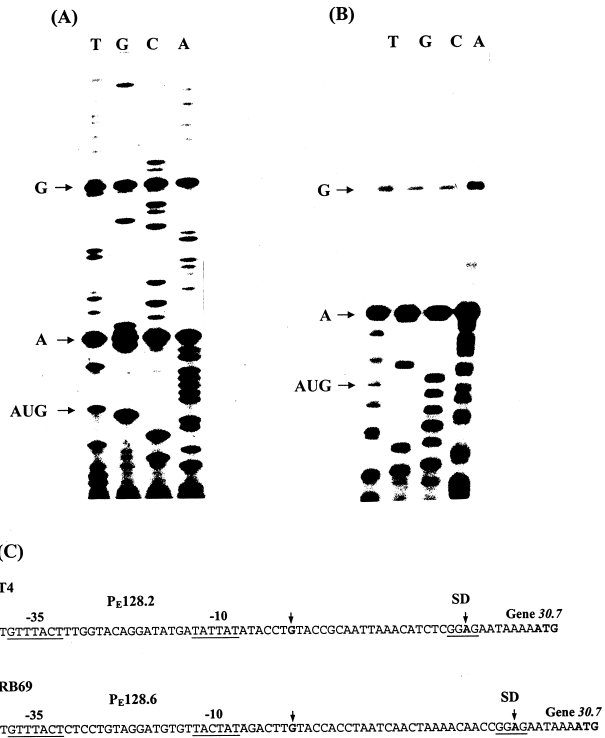 (A)
T G C A
G
A
AUG
(B)
T G C A
G
A
AUG
(C)
T4
-35 PE128.2 -10 SD Gene 30.7
TGTTTACTTTGGTACAGGATATGATATTATATACCTGTACCGCAATTAAACATCTCGGAGAATAAAAATG
RB69
-35 PE128.6 -10 SD Gene 30.7
TGTTTACTCTCCTGTAGGATGTGTTACTATAGACTTGTACCACCTAATCAACTAAAACAACCGGAGAATAAAATG